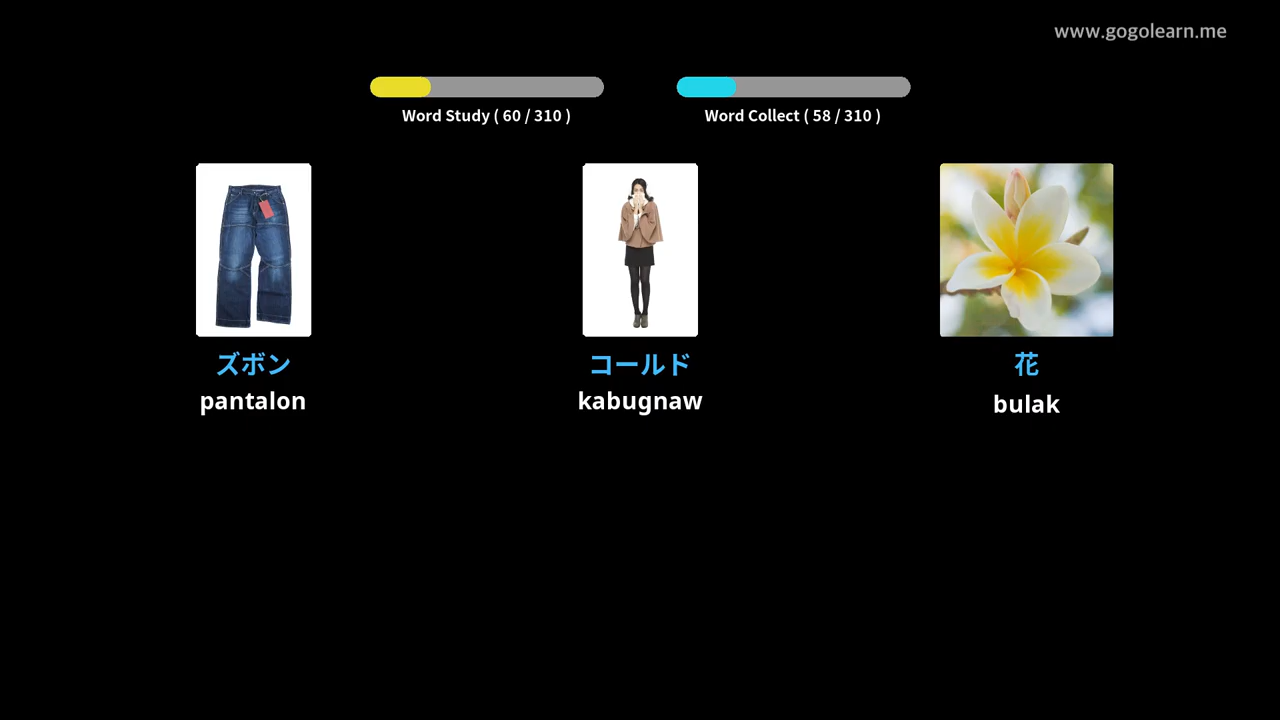 www.gogolearn.me
Word Study ( 60 / 310 )
Word Collect ( 58 / 310 )
ズボン
pantalon
コールド
kabugnaw
花
bulak